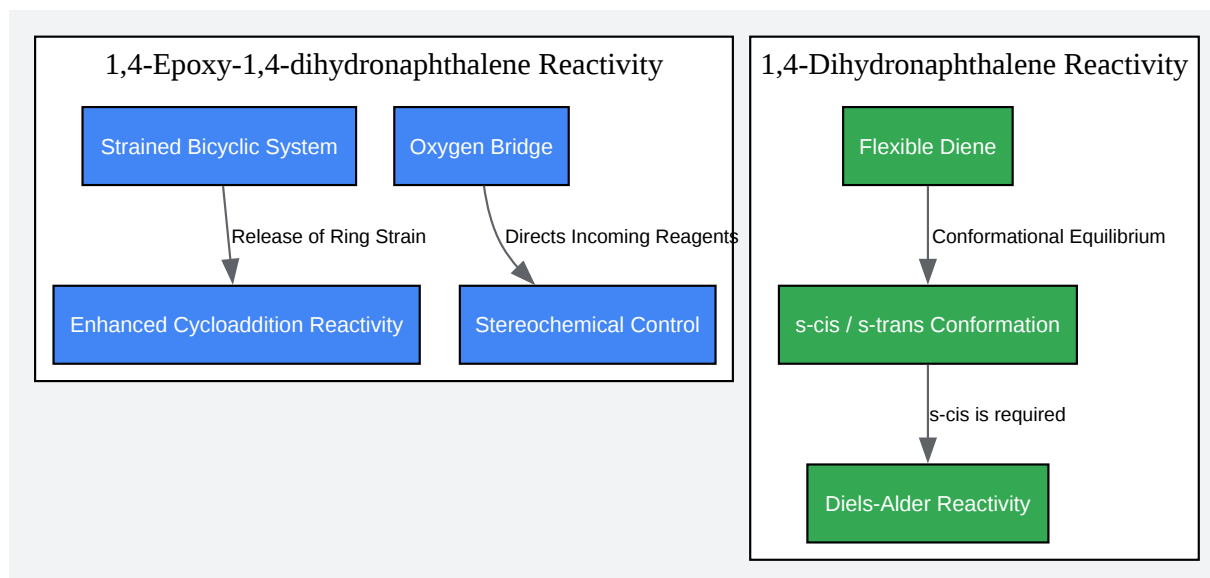 1,4-Epoxy-1,4-dihydronaphthalene Reactivity
Strained Bicyclic System
Oxygen Bridge
Release of Ring Strain
Directs Incoming Reagents
Enhanced Cycloaddition Reactivity
Stereochemical Control
1,4-Dihydronaphthalene Reactivity
Flexible Diene
Conformational Equilibrium
s-cis / s-trans Conformation
s-cis is required
Diels-Alder Reactivity